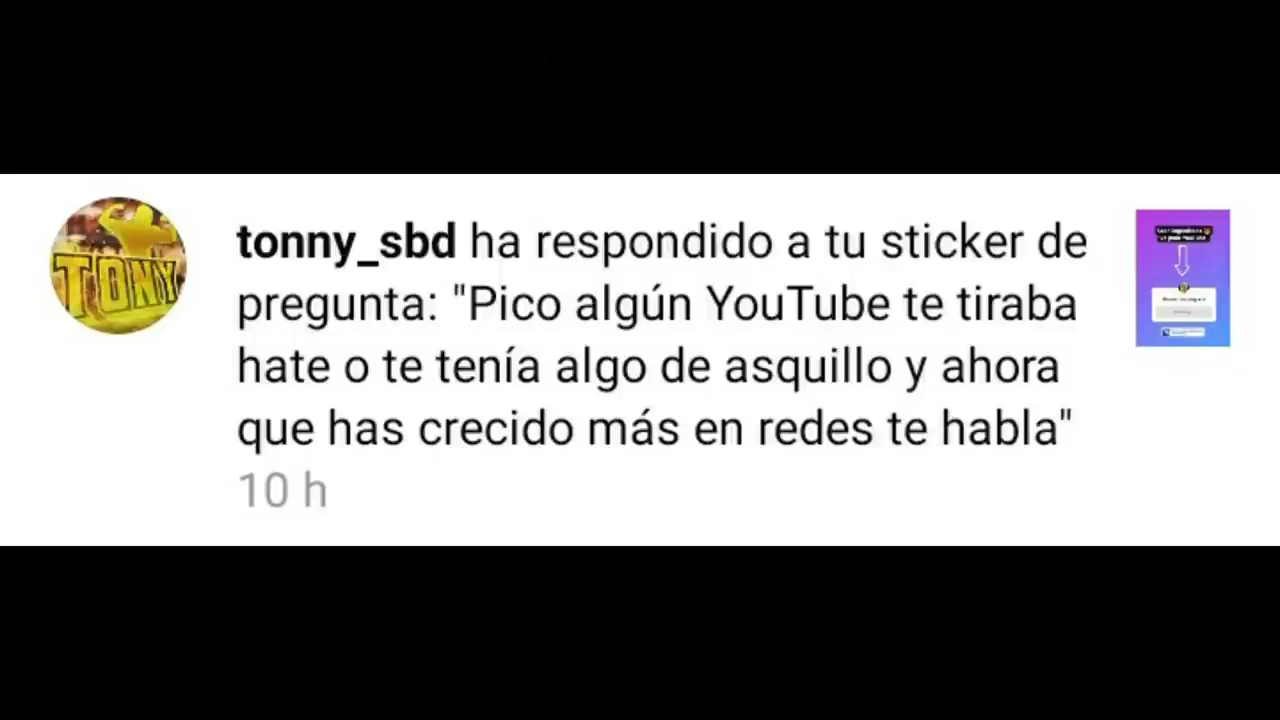 tonny_sbd ha respondido a tu sticker de
pregunta: "Pico algún YouTube te tiraba
hate o te tenía algo de asquillo y ahora
que has crecido más en redes te habla"
10 h
TONY